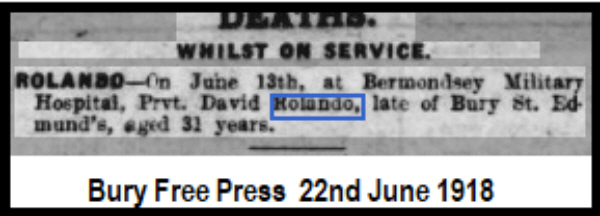 DEATHS.
WHILST ON SERVICE.
ROLANDO—On June 13th, at Bermondsey Military
Hospital, Prvt. David Rolando, late of Bury St. Ed-
mund's, aged 31 years.
Bury Free Press 22nd June 1918